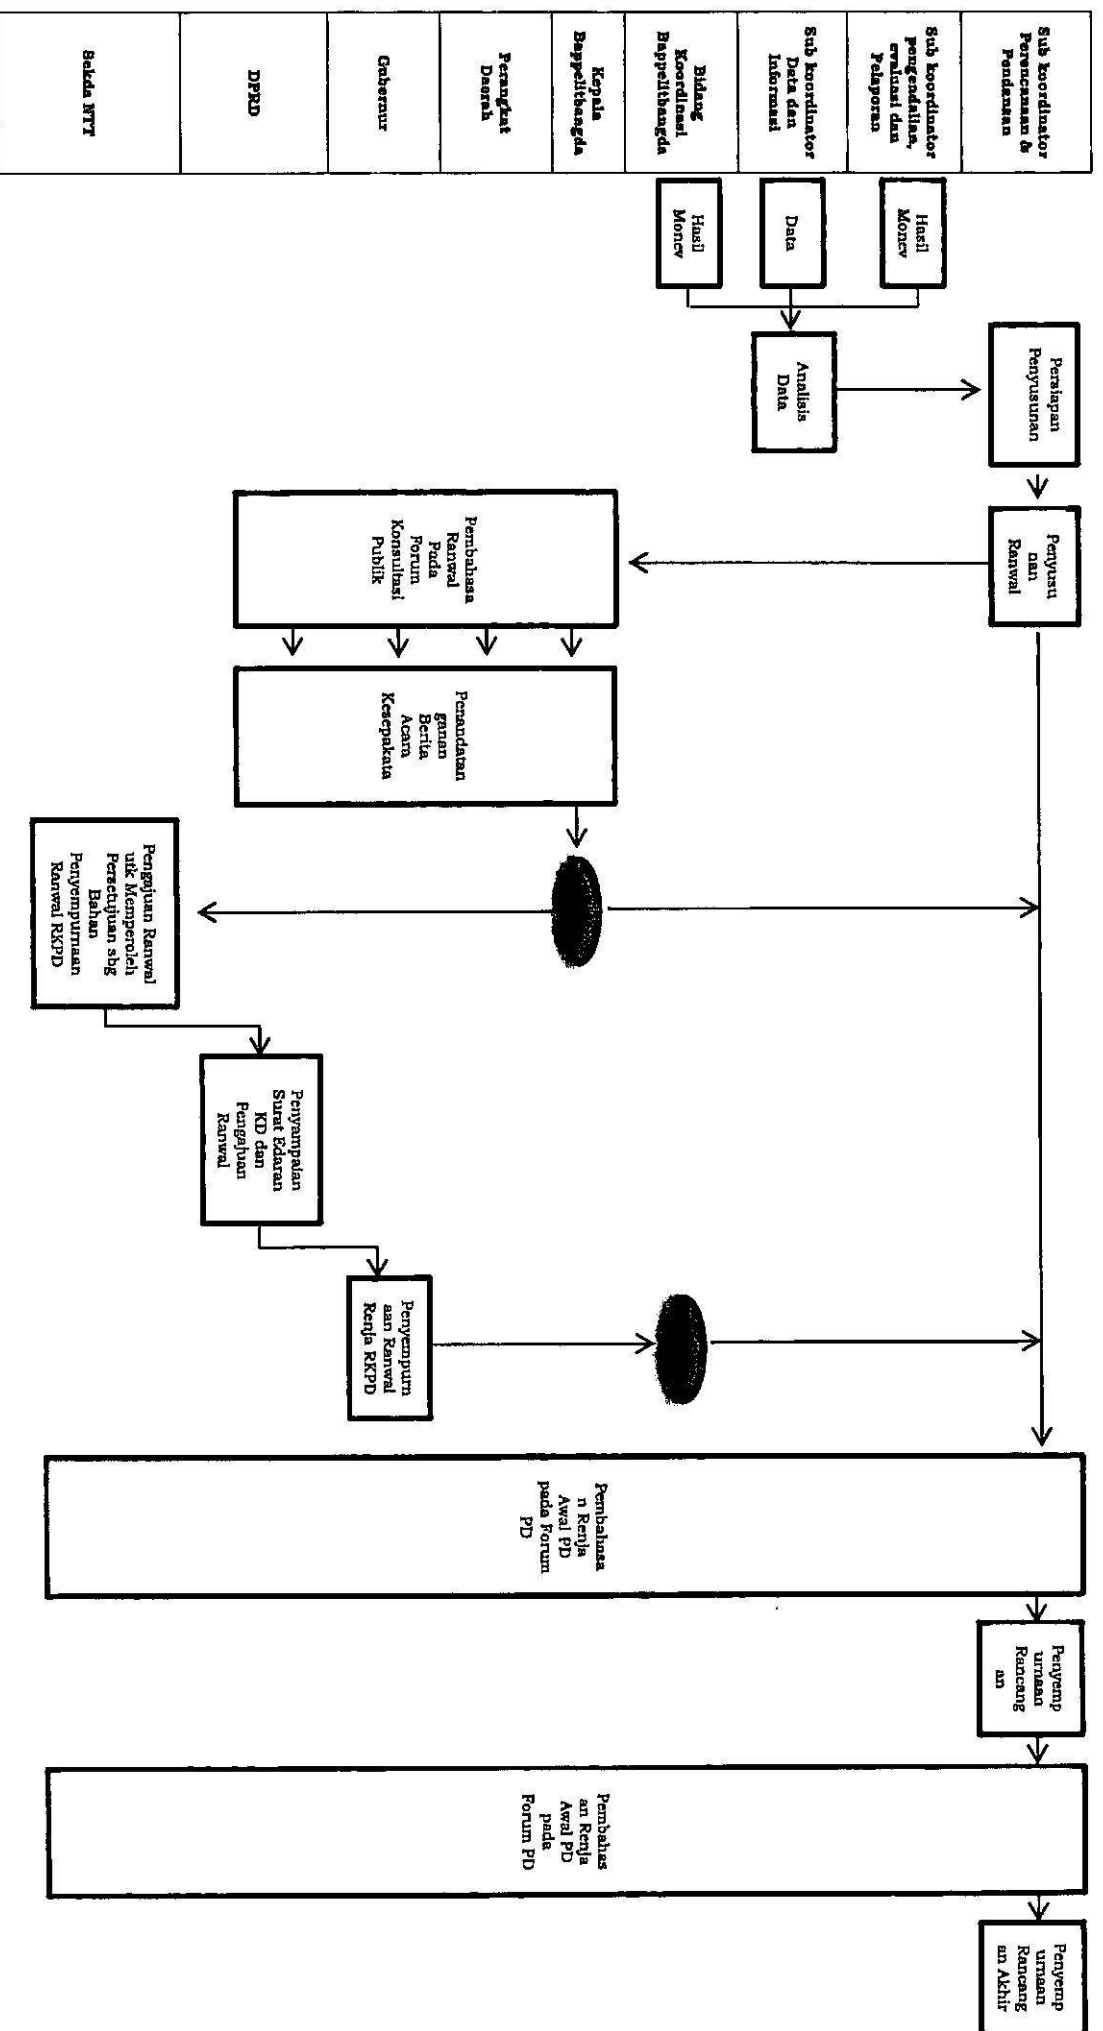 Sub koordinator
Perencanaan &
Pendanaan
Sub koordinator
pengendalian,
evaluasi dan
Pelaporan
Sub koordinator
Data dan
Informasi
Bidang
Koordinasi
Bappelitbangda
Kepala
Bappelitbangda
Perangkat
Daerah
Gubernur
DPRD
Sekda NTT
Hasil
Monev
Data
Hasil
Monev
Persiapan
Penyusunan
Analisis
Data
Penyusu
nan
Ranwal
Pembahasa
Ranwal
Pada
Forum
Konsultasi
Publik
Penandatan
ganan
Berita
Acara
Kesepakata
Pengajuan Ranwal
utk Memperoleh
Persetujuan sbg
Bahan
Penyempurnaan
Ranwal RKPD
Penyampaian
Surat Edaran
KD dan
Pengajuan
Ranwal
Penyempurn
aan Ranwal
Renja RKPD
Pembahasa
n Renja
Awal PD
pada Forum
PD
Penyemp
urnaan
Rancang
an
Pembahas
an Renja
Awal PD
pada
Forum PD
Penyemp
urnaan
Rancang
an Akhir